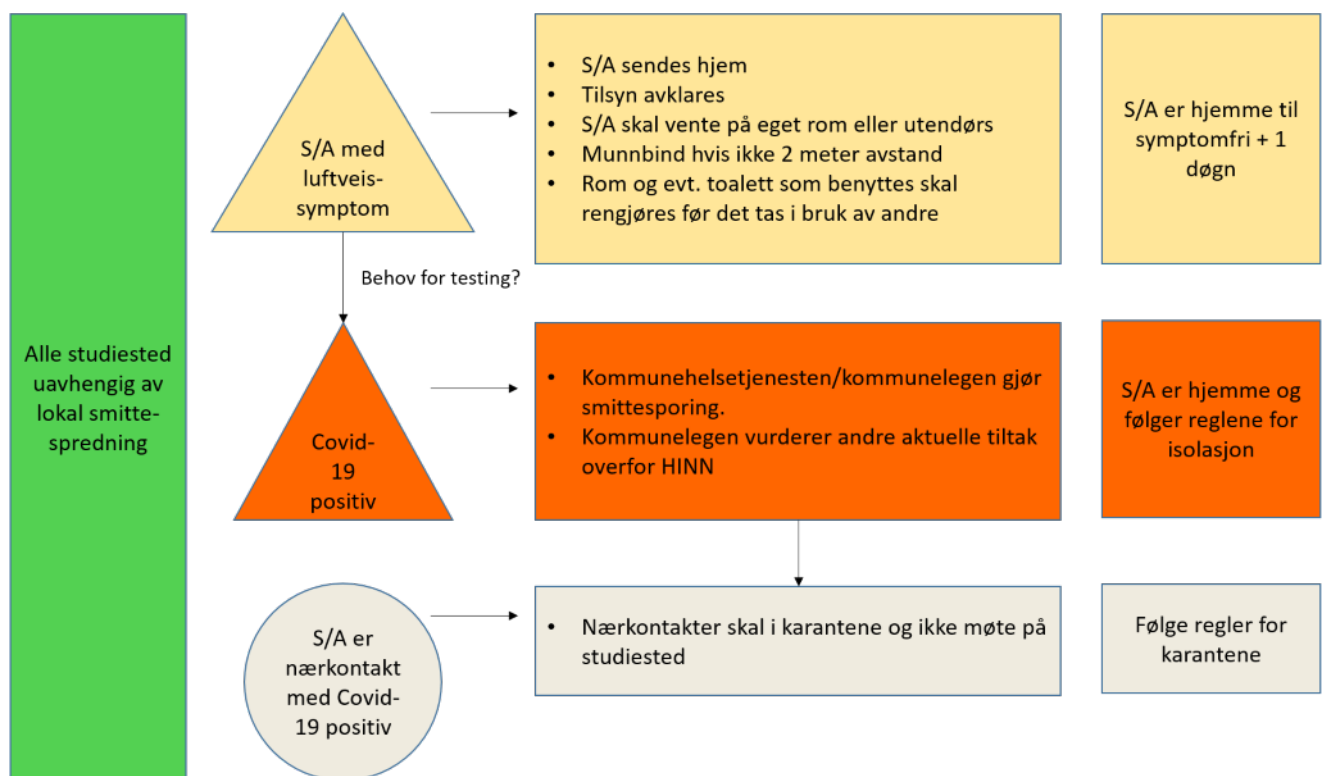 Alle studiested
uavhengig av
lokal smitte-
spredning
S/A med
luftveis-
symptom
• S/A sendes hjem
• Tilsyn avklares
• S/A skal vente på eget rom eller utendørs
• Munnbind hvis ikke 2 meter avstand
• Rom og evt. toalett som benyttes skal
rengjøres før det tas i bruk av andre
S/A er hjemme til
symptomfri + 1
døgn
Behov for testing?
Covid-
19
positiv
• Kommunehelsetjenesten/kommunelegen gjør
smittesporing.
• Kommunelegen vurderer andre aktuelle tiltak
overfor HINN
S/A er hjemme og
følger reglene for
isolasjon
S/A er
nærkontakt
med Covid-
19 positiv
• Nærkontakter skal i karantene og ikke møte på
studiested
Følge regler for
karantene